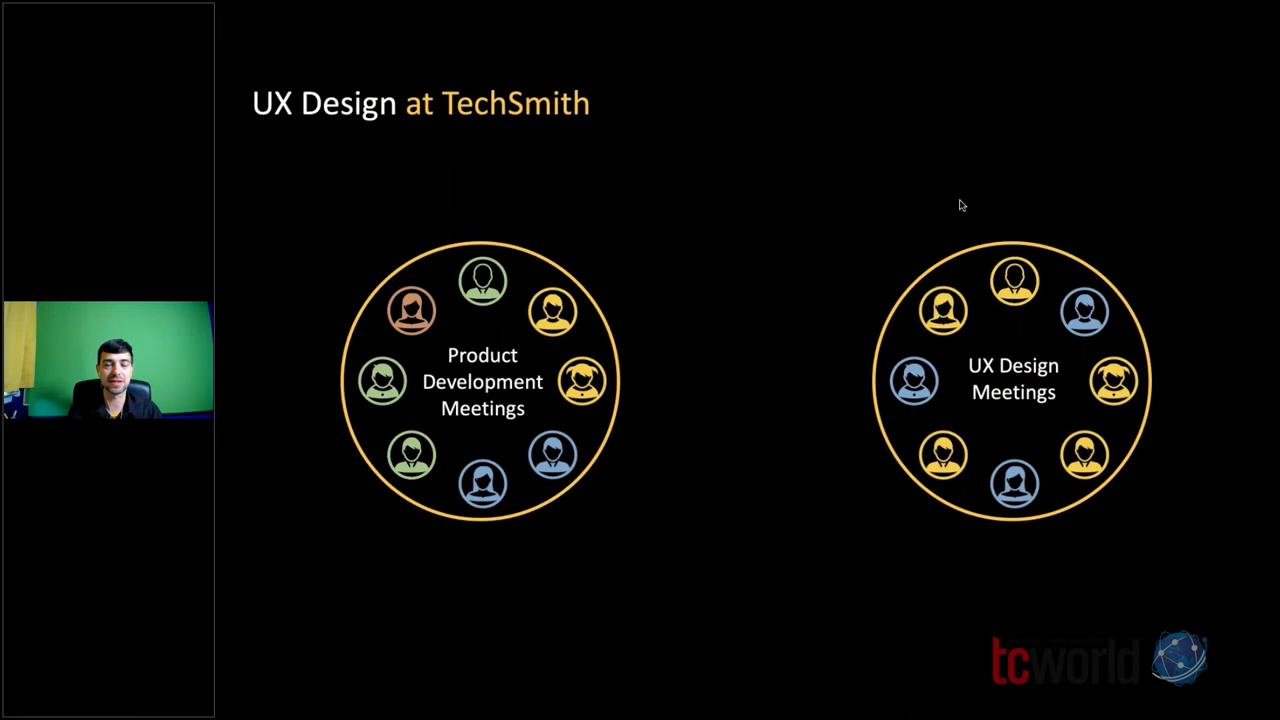 UX Design at TechSmith
Product
Development
Meetings
UX Design
Meetings
tcworld